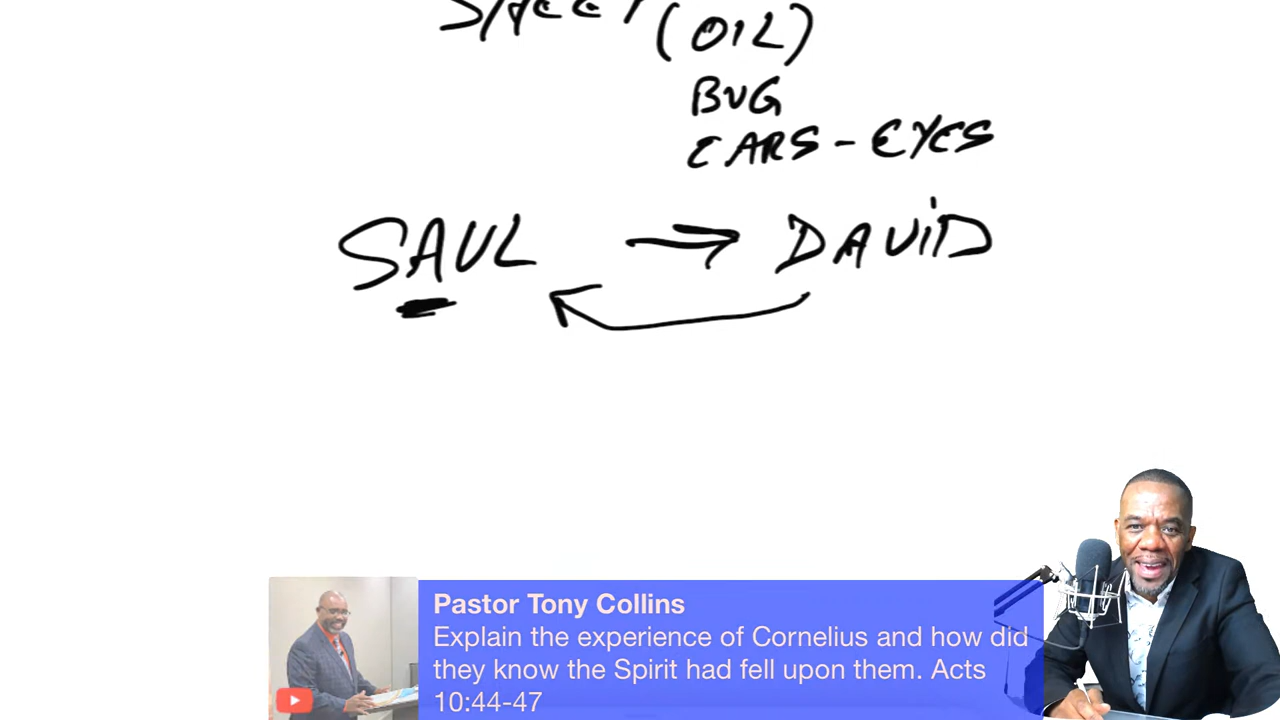 (OIL)
BUG
EARS - EYES
SAUL → DAVID
Pastor Tony Collins
Explain the experience of Cornelius and how did
they know the Spirit had fell upon them. Acts
10:44-47